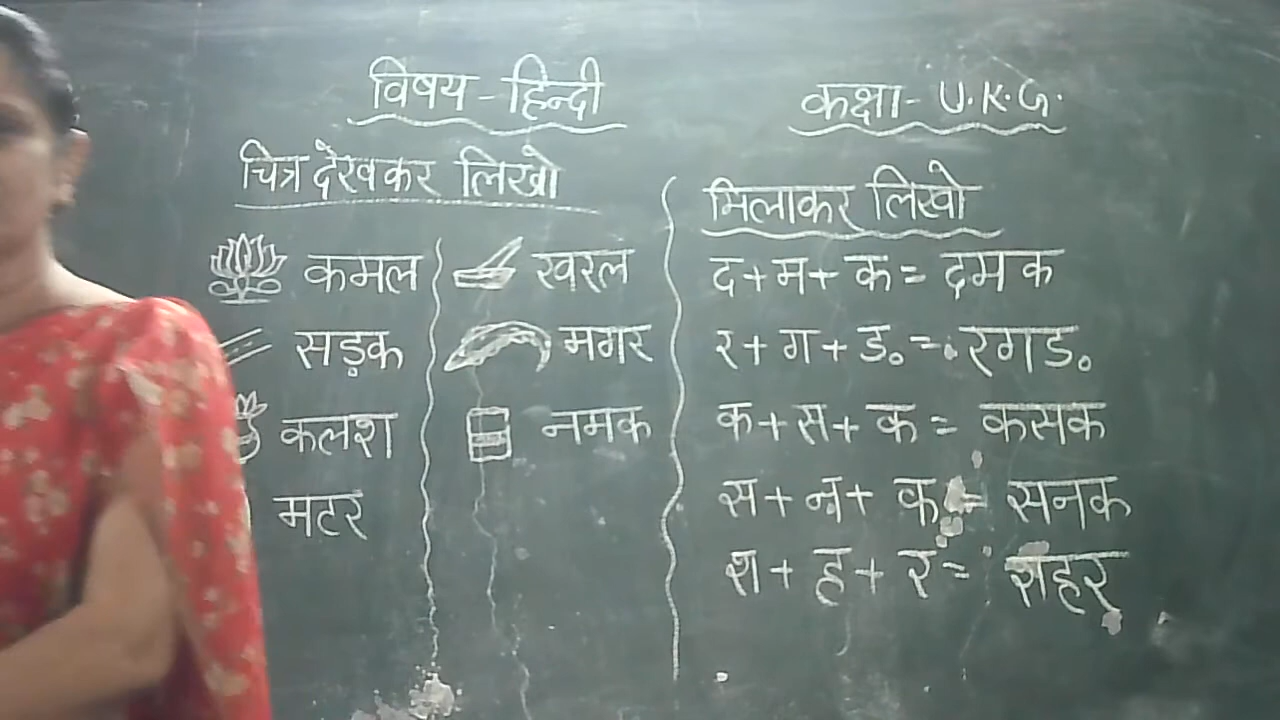 विषय - हिन्दी
कक्षा - U.K.G.
चित्र देखकर लिखो
कमल
सड़क
कलश
मटर
खरल
मगर
नमक
मिलाकर लिखो
द + म + क = दमक
र + ग + ड़ = रगड़
क + स + क = कसक
स + न + क = सनक
श + ह + र = शहर